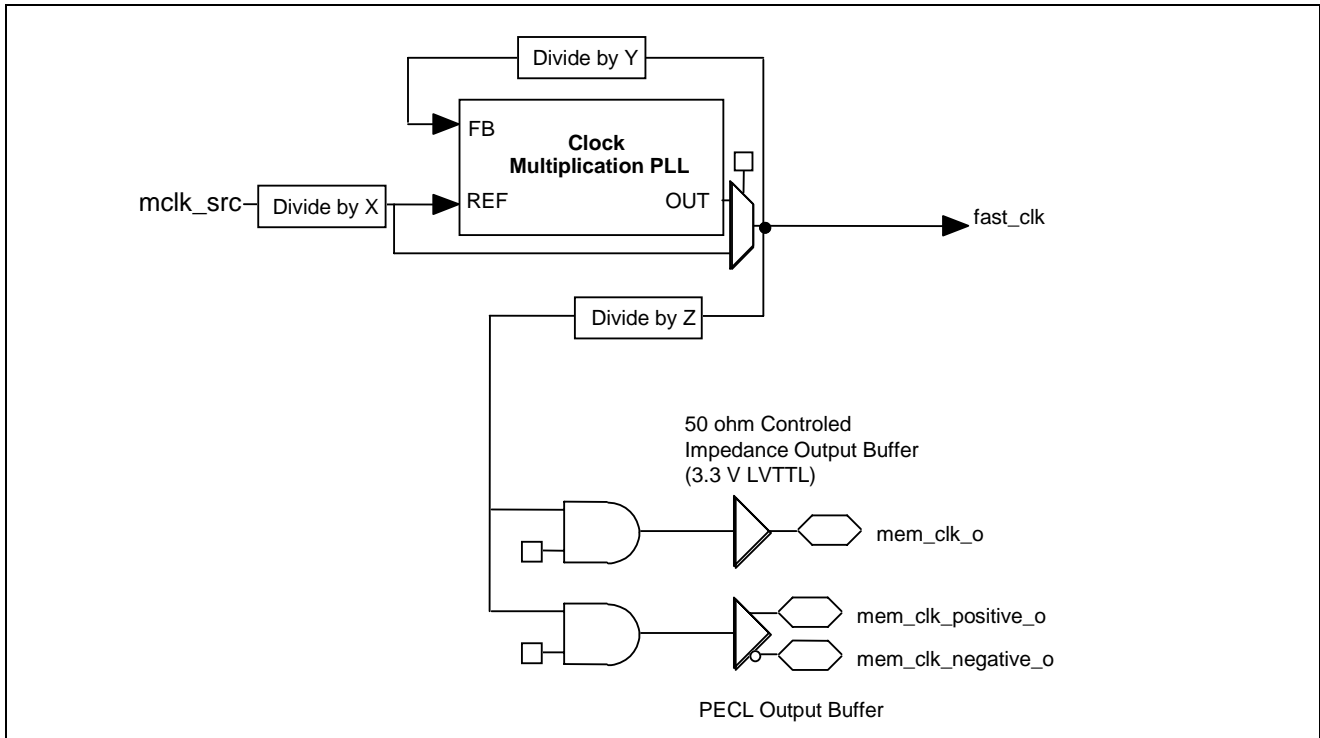 Divide by Y
FB
Clock
Multiplication PLL
mclk_src
Divide by X
REF
OUT
fast_clk
Divide by Z
50 ohm Controled
Impedance Output Buffer
(3.3 V LVTTL)
mem_clk_o
mem_clk_positive_o
mem_clk_negative_o
PECL Output Buffer